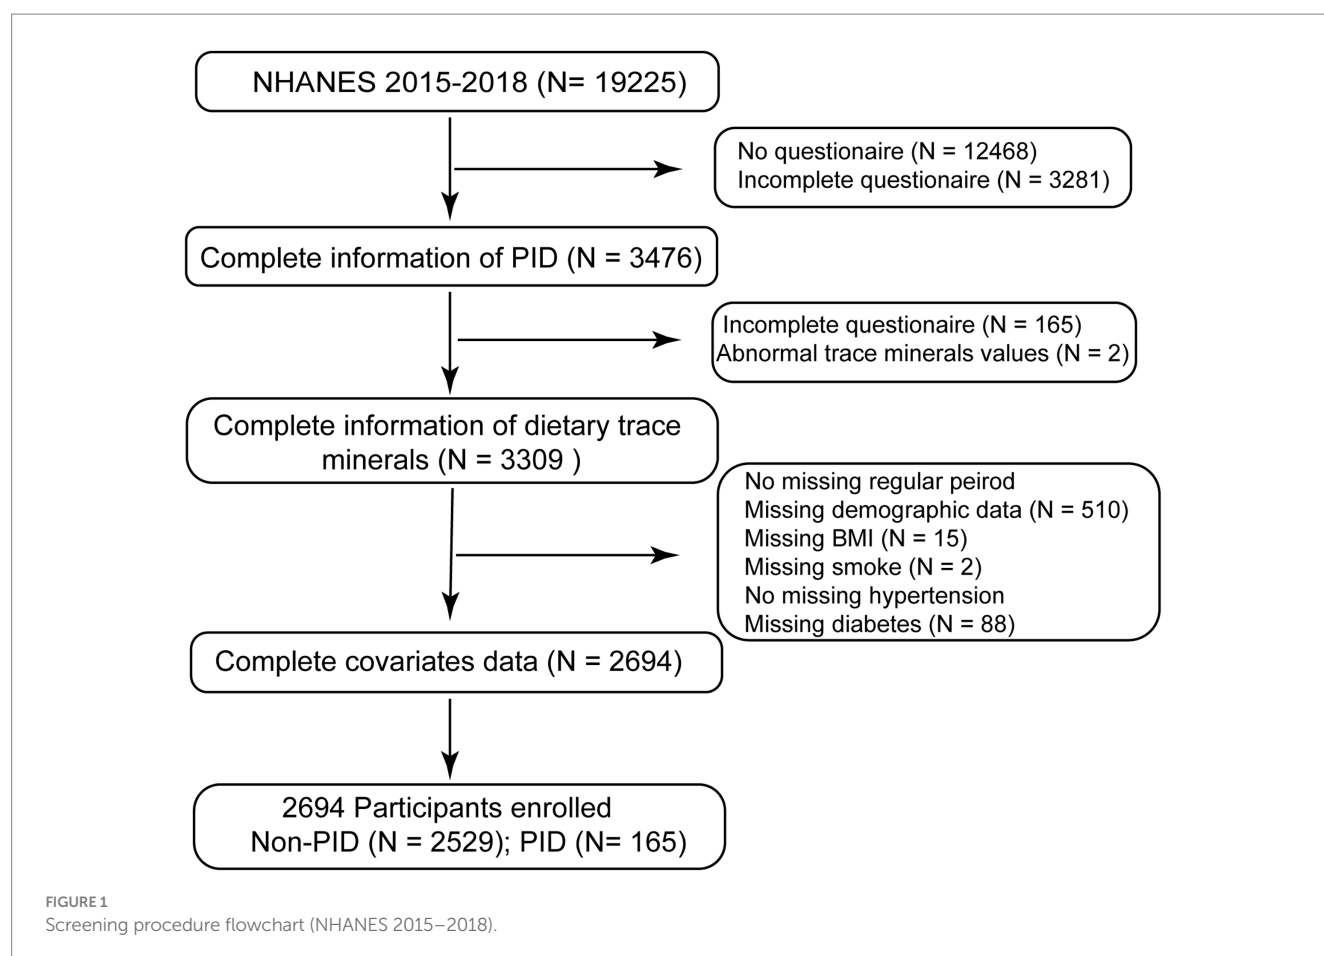 NHANES 2015-2018 (N= 19225)
No questionaire (N = 12468)
Incomplete questionaire (N = 3281)
Complete information of PID (N = 3476)
Incomplete questionaire (N = 165)
Abnormal trace minerals values (N = 2)
Complete information of dietary trace
minerals (N = 3309 )
No missing regular peirod
Missing demographic data (N = 510)
Missing BMI (N = 15)
Missing smoke (N = 2)
No missing hypertension
Missing diabetes (N = 88)
Complete covariates data (N = 2694)
2694 Participants enrolled
Non-PID (N = 2529); PID (N= 165)
FIGURE 1
Screening procedure flowchart (NHANES 2015–2018).